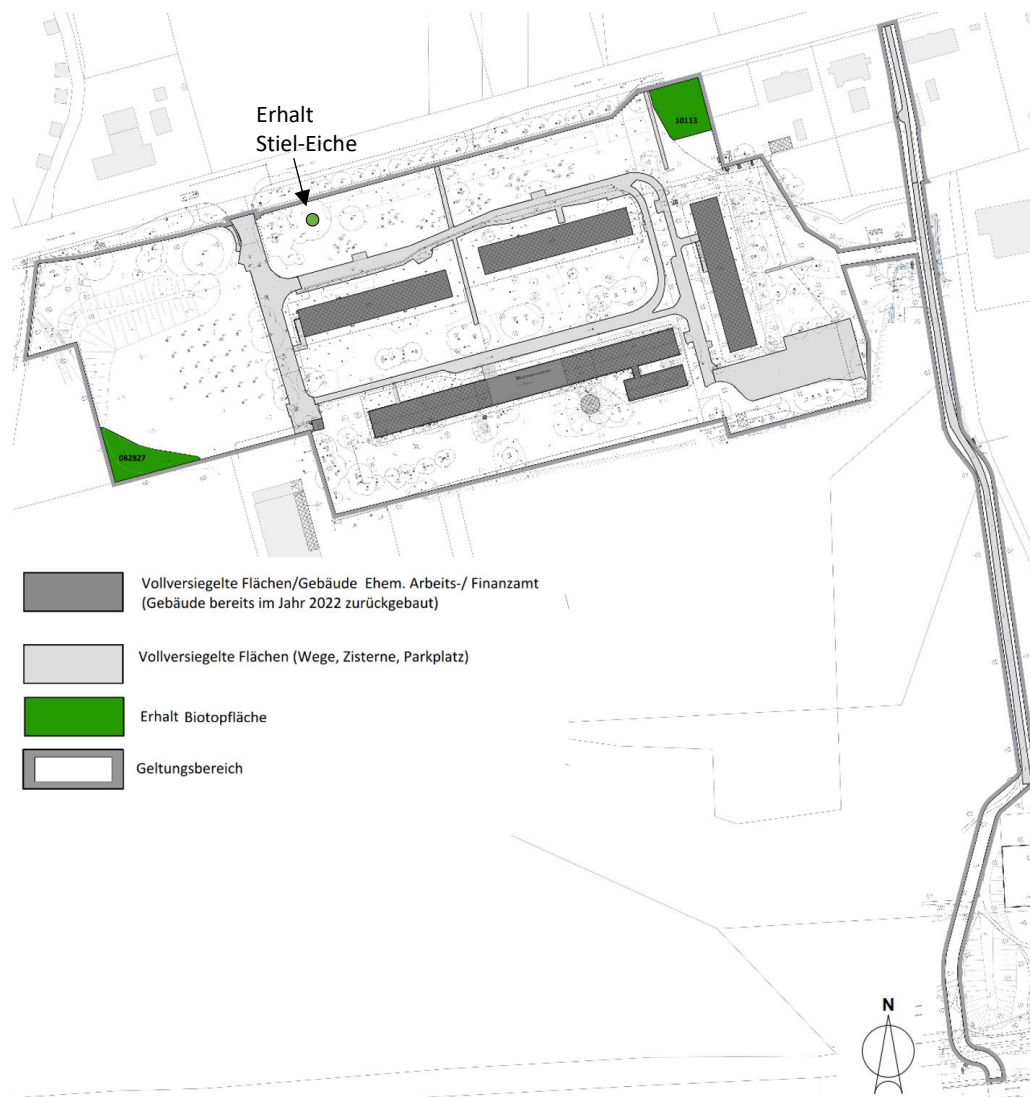 Erhalt
Stiel-Eiche
10113
082827
Vollversiegelte Flächen/Gebäude Ehem. Arbeits-/ Finanzamt
(Gebäude bereits im Jahr 2022 zurückgebaut)
Vollversiegelte Flächen (Wege, Zisterne, Parkplatz)
Erhalt Biotopfläche
Geltungsbereich
N